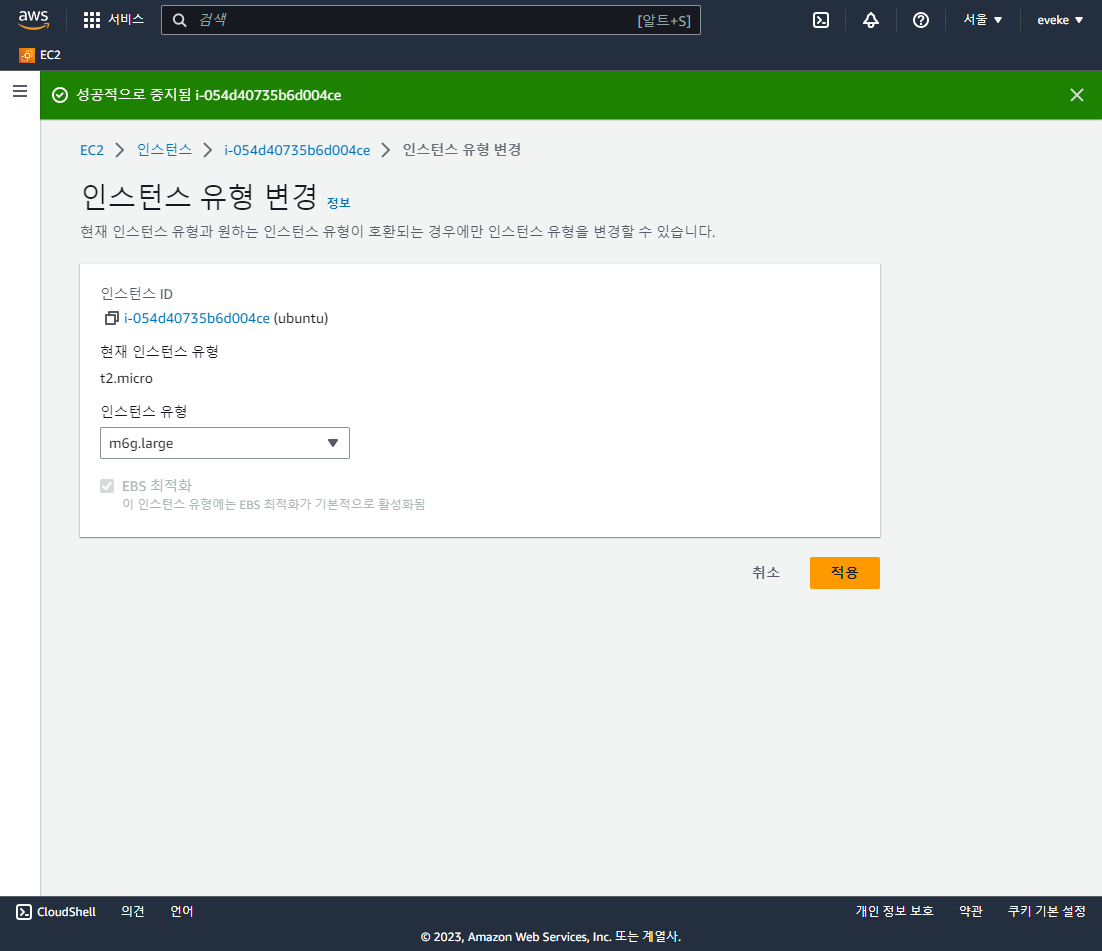 aws 서비스 검색 [알트+S] 서울 eveke
EC2
성공적으로 중지됨 i-054d40735b6d004ce
EC2 인스턴스 i-054d40735b6d004ce 인스턴스 유형 변경
인스턴스 유형 변경 정보
현재 인스턴스 유형과 원하는 인스턴스 유형이 호환되는 경우에만 인스턴스 유형을 변경할 수 있습니다.
인스턴스 ID
i-054d40735b6d004ce (ubuntu)
현재 인스턴스 유형
t2.micro
인스턴스 유형
m6g.large
EBS 최적화
이 인스턴스 유형에는 EBS 최적화가 기본적으로 활성화됨
취소 적용
CloudShell 의견 언어 개인 정보 보호 약관 쿠키 기본 설정
© 2023, Amazon Web Services, Inc. 또는 계열사.